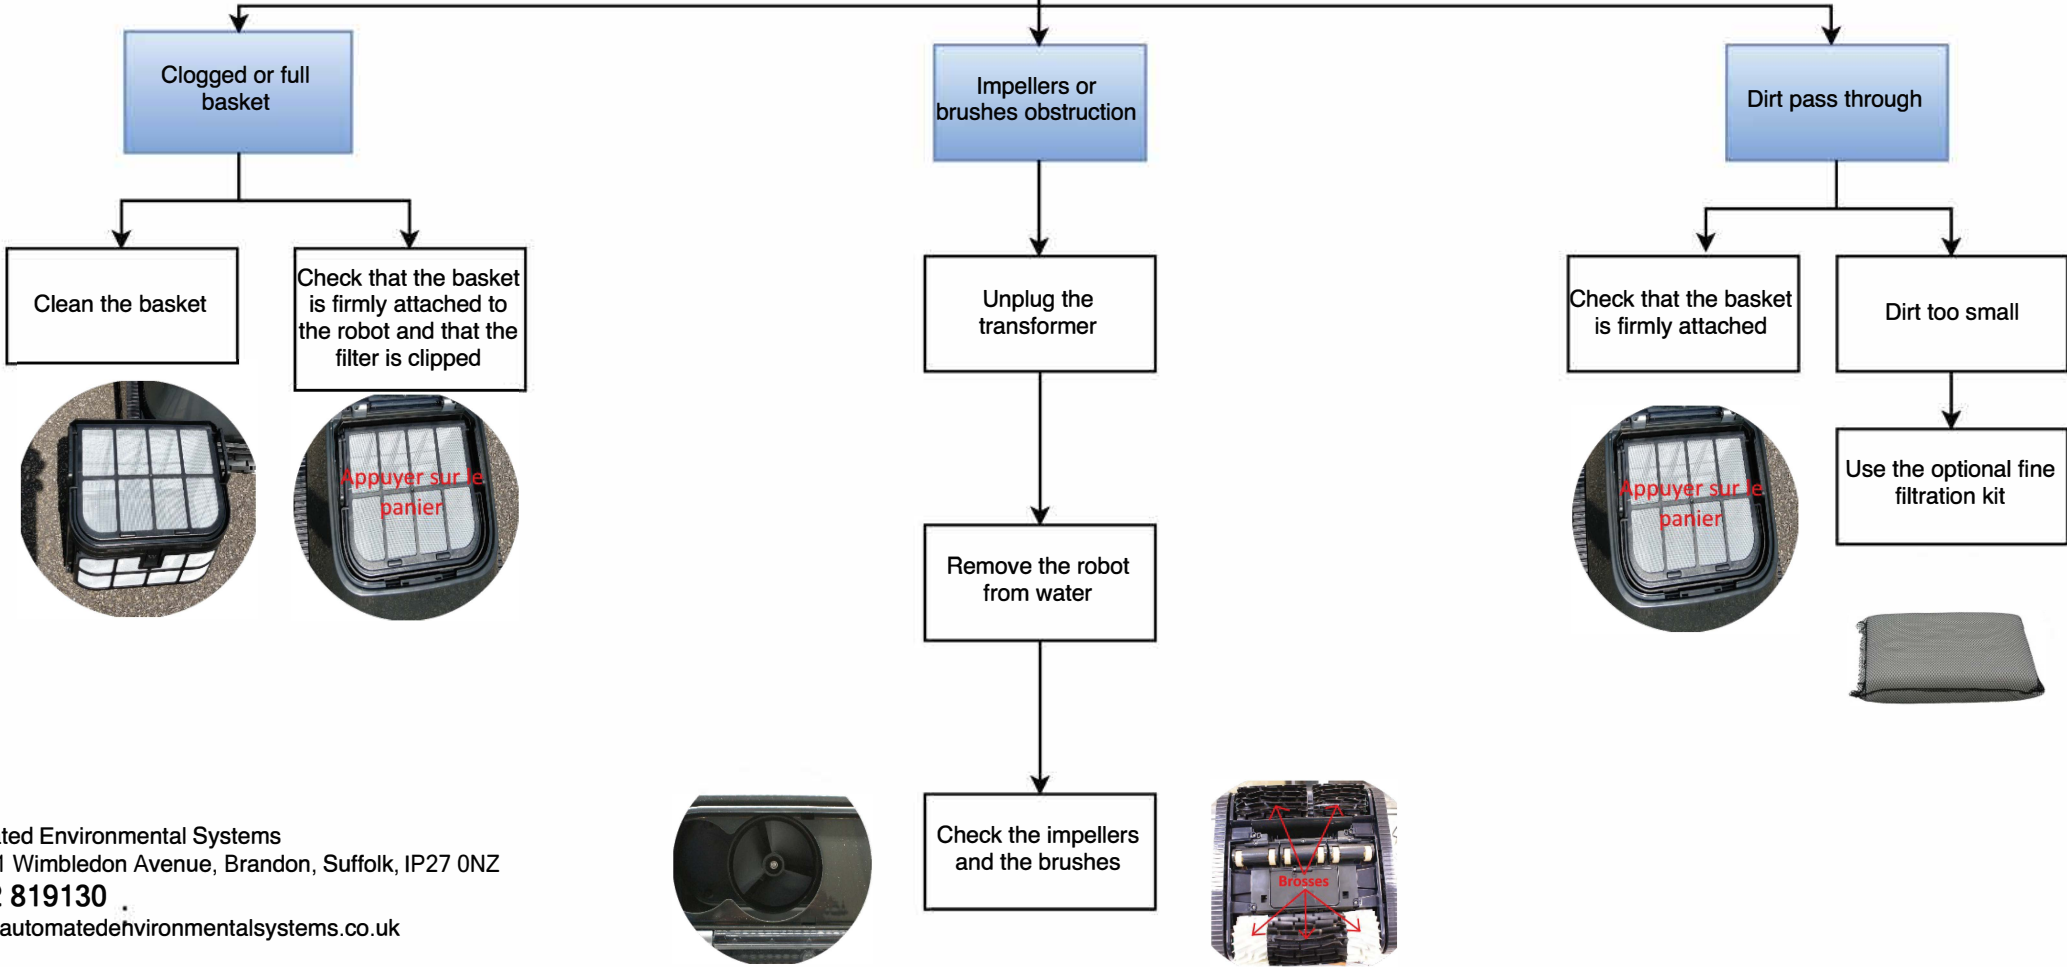 Clogged or full
basket
Impellers or
brushes obstruction
Dirt pass through
Clean the basket
Check that the basket
is firmly attached to
the robot and that the
filter is clipped
Unplug the
transformer
Check that the basket
is firmly attached
Dirt too small
Appuyer sur le
panier
Appuyer sur le
panier
Use the optional fine
filtration kit
Remove the robot
from water
Check the impellers
and the brushes
Brosses
ated Environmental Systems
1 Wimbledon Avenue, Brandon, Suffolk, IP27 0NZ
2 819130
automatedenvironmentalsystems.co.uk